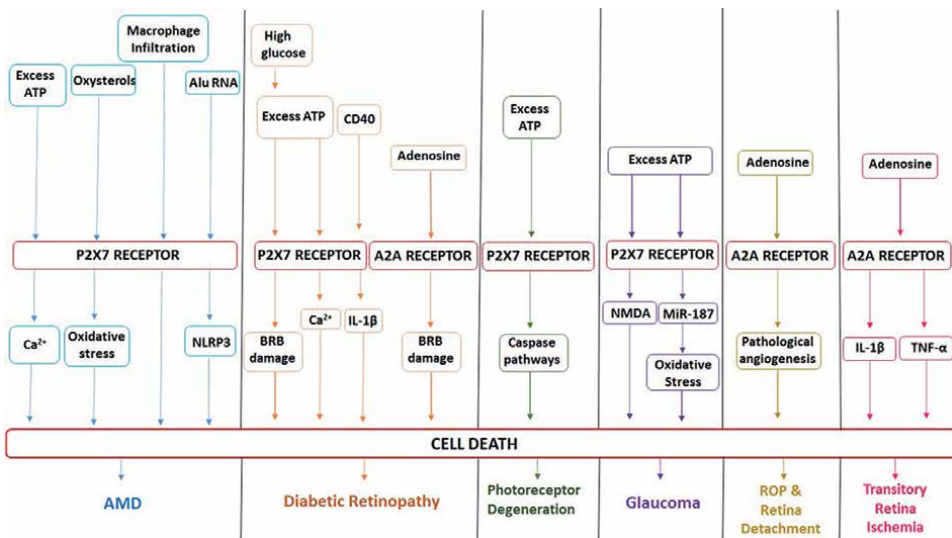 Macrophage
Infiltration
Excess
ATP
Oxysterols
Alu RNA
P2X7 RECEPTOR
Ca²⁺
Oxidative
stress
NLRP3
High
glucose
Excess ATP
CD40
Adenosine
P2X7 RECEPTOR
A2A RECEPTOR
BRB
damage
Ca²⁺
IL-1β
BRB
damage
Excess
ATP
P2X7 RECEPTOR
Caspase
pathways
Excess ATP
P2X7 RECEPTOR
NMDA
MiR-187
Oxidative
Stress
Adenosine
A2A RECEPTOR
Pathological
angiogenesis
Adenosine
A2A RECEPTOR
IL-1β
TNF-α
CELL DEATH
AMD
Diabetic Retinopathy
Photoreceptor
Degeneration
Glaucoma
ROP &
Retina
Detachment
Transitory
Retina
Ischemia